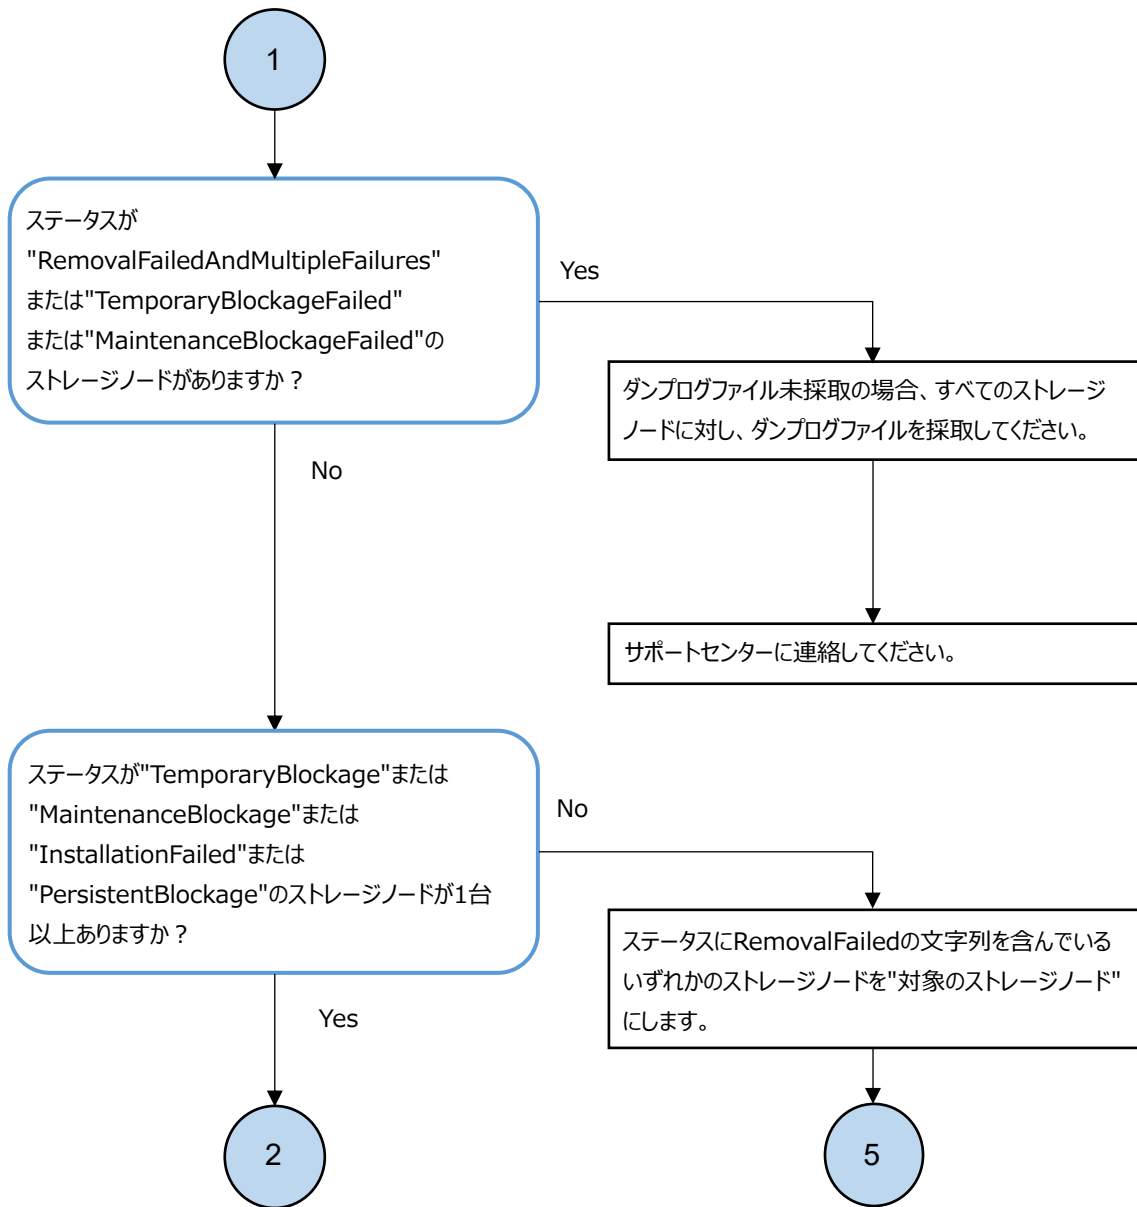 1
ステータスが
"RemovalFailedAndMultipleFailures"
または"TemporaryBlockageFailed"
または"MaintenanceBlockageFailed"の
ストレージノードがありますか？
Yes
ダンプログファイル未採取の場合、すべてのストレージ
ノードに対し、ダンプログファイルを採取してください。
No
サポートセンターに連絡してください。
ステータスが"TemporaryBlockage"または
"MaintenanceBlockage"または
"InstallationFailed"または
"PersistentBlockage"のストレージノードが1台
以上ありますか？
No
ステータスにRemovalFailedの文字列を含んでいる
いずれかのストレージノードを"対象のストレージノード"
にします。
Yes
2
5